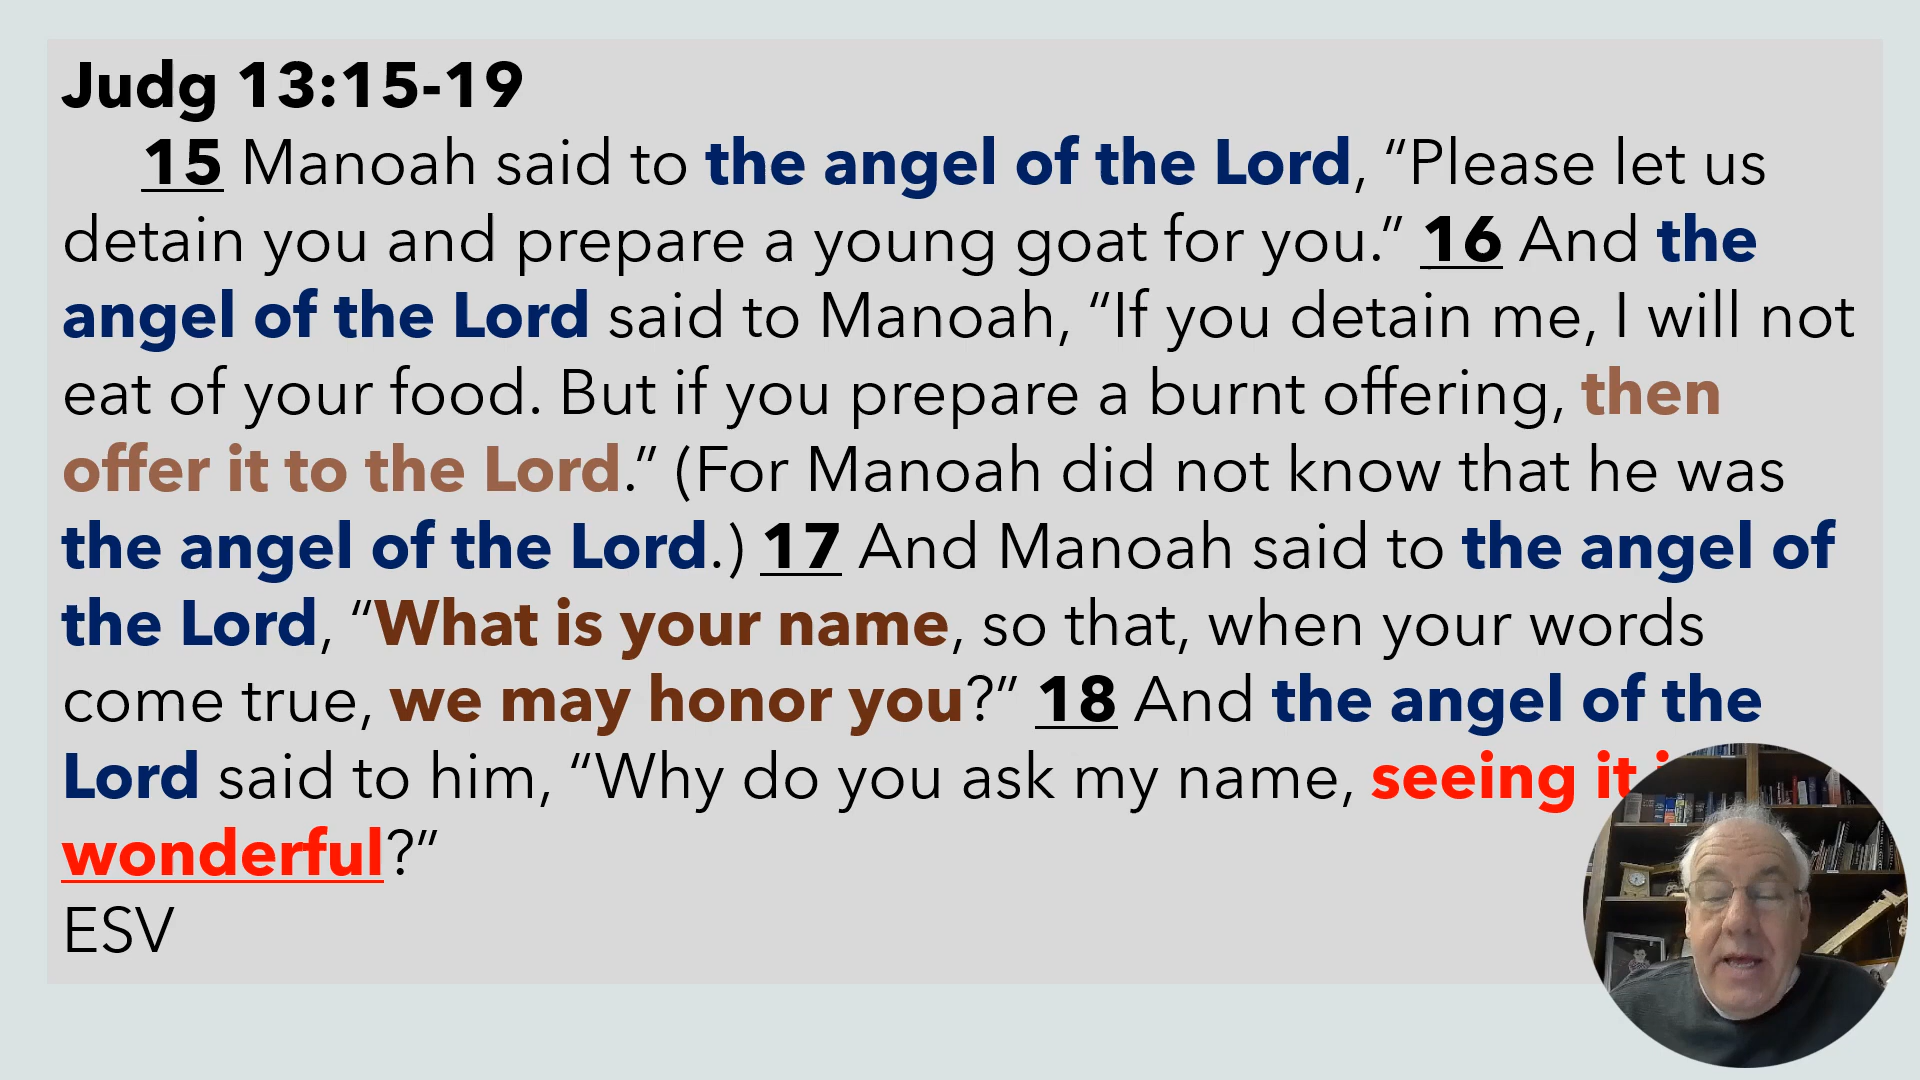 Judg 13:15-19
15 Manoah said to the angel of the Lord, “Please let us
detain you and prepare a young goat for you.” 16 And the
angel of the Lord said to Manoah, “If you detain me, I will not
eat of your food. But if you prepare a burnt offering, then
offer it to the Lord.” (For Manoah did not know that he was
the angel of the Lord.) 17 And Manoah said to the angel of
the Lord, “What is your name, so that, when your words
come true, we may honor you?” 18 And the angel of the
Lord said to him, “Why do you ask my name, seeing it
wonderful?”
ESV